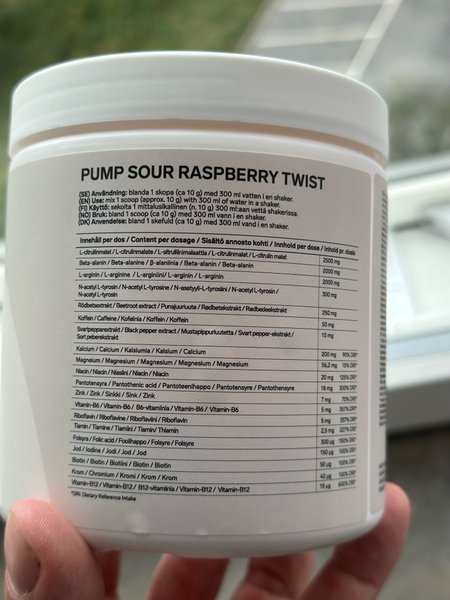 PUMP SOUR RASPBERRY TWIST
(SE) Användning: blanda 1 skopa (ca 10 g) med 300 ml vatten i en shaker.
(EN) Use: mix 1 scoop (approx. 10 g) with 300 ml of water in a shaker.
(FI) Käyttö: sekoita 1 mittalusikallinen (n. 10 g) 300 ml:aan vettä shakerissa.
(NO) Bruk: bland 1 scoop (ca 10 g) med 300 ml vann i en shaker.
(DK) Anvendelse: bland 1 skefuld (ca 10 g) med 300 ml vand i en shaker.
Innehåll per dos / Content per dosage / Sisältö annosto kohti / Innhold per dose / Indhold pr. dosis
L-citrullinmalat / L-citrulinmalate / L-sitrulliinimalaattia / L-citrullinmalat / L-citrulin malat 2500 mg
Beta-alanin / Beta-alanine / β-alaniinia / Beta-alanin / Beta-alanin 2000 mg
L-arginin / L-arginine / L-arginiini/ L-arginin / L-arginin 2000 mg
N-acetyl L-tyrosin / N-acetyl L-tyrosine / N-asetyyli-L-tyrosiini / N-acetyl L-tyrosin /
N-acetyl L-tyrosin 300 mg
Rödbetsextrakt / Beetroot extract / Punajuuriuute / Rødbetekstrakt / Rødbedeekstrakt 250 mg
Koffein / Caffeine / Kofeiinia / Koffein / Koffein 50 mg
Svartpepparextrakt / Black pepper extract / Mustapippuriuutetta / Svart pepper-ekstrakt /
Sort peberekstrakt 10 mg
Kalcium / Calcium / Kalsiumia / Kalsium / Calcium 200 mg 90% DRI*
Magnesium / Magnesium / Magnesium / Magnesium / Magnesium 56,2 mg 15% DRI*
Niacin / Niacin / Niasiini / Niacin / Niacin 20 mg 125% DRI*
Pantotensyra / Pantothenic acid / Pantoteenihappo / Pantotensyre / Pantothensyre 18 mg 300% DRI*
Zink / Zink / Sinkki / Sink / Zink 7 mg 70% DRI*
Vitamin-B6 / Vitamin-B6 / B6-vitamiinia / Vitamin-B6 / Vitamin-B6 5 mg 357% DRI*
Riboflavin / Riboflavine / Riboflaviini / Riboflavin 5 mg 357% DRI*
Tiamin / Tiamine / Tiamiini / Tiamin/ Thiamin 2,5 mg 227% DRI*
Folsyra / Folic acid / Foolihappo / Folsyre / Folsyre 300 µg 150% DRI*
Jod / Iodine / Jodi / Jod / Jod 150 µg 100% DRI*
Biotin / Biotin / Biotiini / Biotin / Biotin 50 µg 100% DRI*
Krom / Chromium / Kromi / Krom / Krom 40 µg 100% DRI*
Vitamin-B12 / Vitamin-B12 / B12-vitamiinia / Vitamin-B12 / Vitamin-B12 15 µg 600% DRI*
*DRI: Dietary Reference Intake